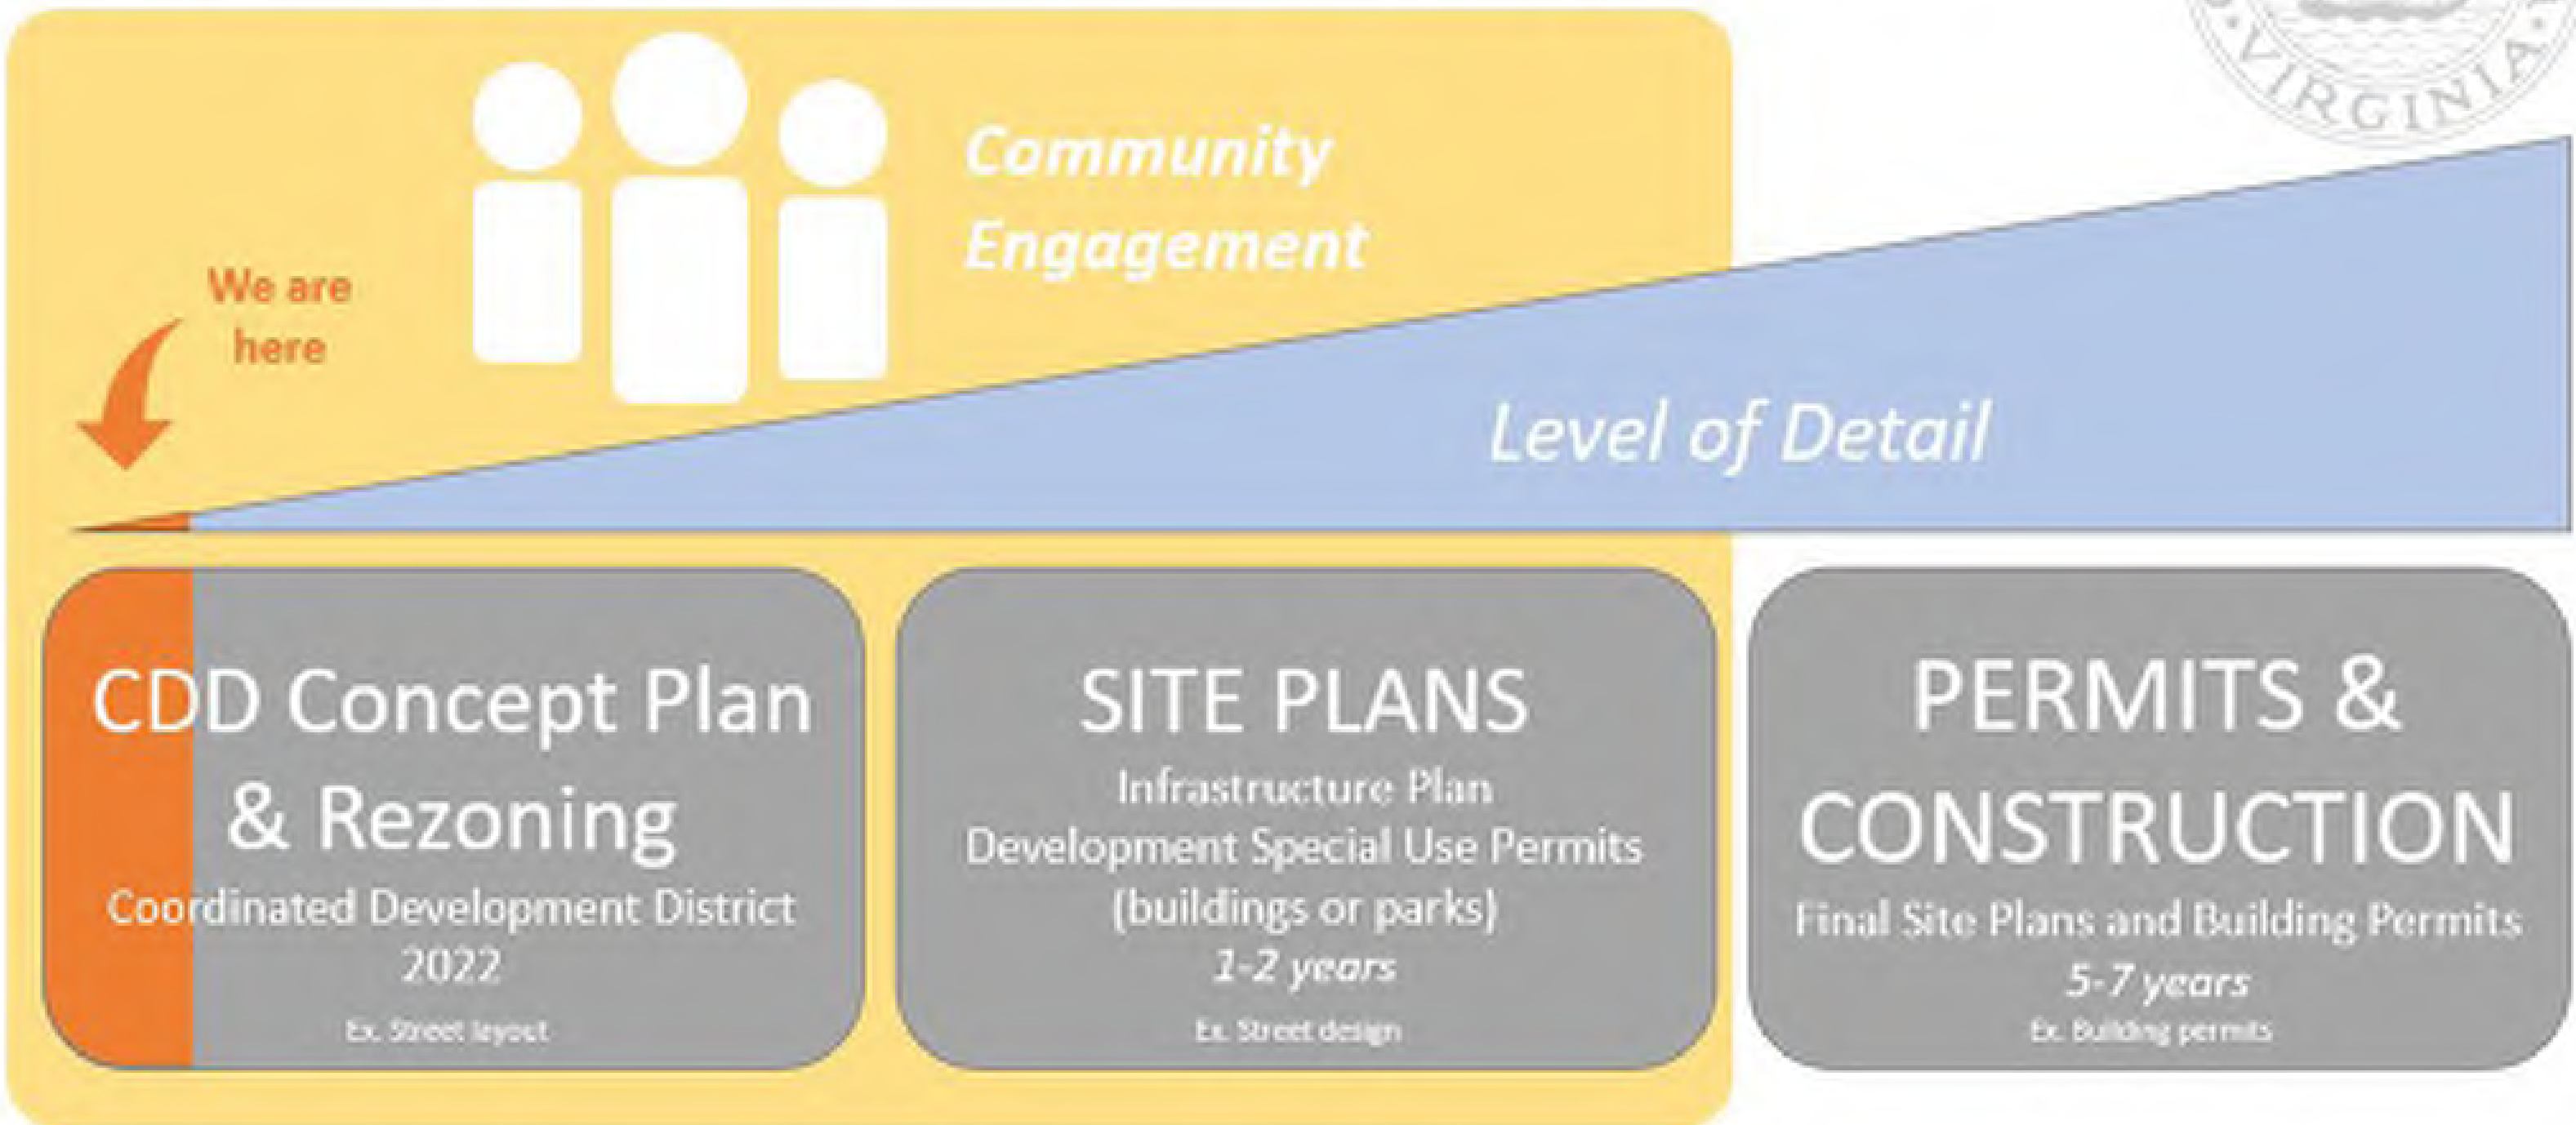 VIRGINIA
Community
Engagement
We are
here
Level of Detail
CDD Concept Plan
& Rezoning
Coordinated Development District
2022
Ex. Street layout
SITE PLANS
Infrastructure Plan
Development Special Use Permits
(buildings or parks)
1-2 years
Ex. Street design
PERMITS &
CONSTRUCTION
Final Site Plans and Building Permits
5-7 years
Ex. Building permits